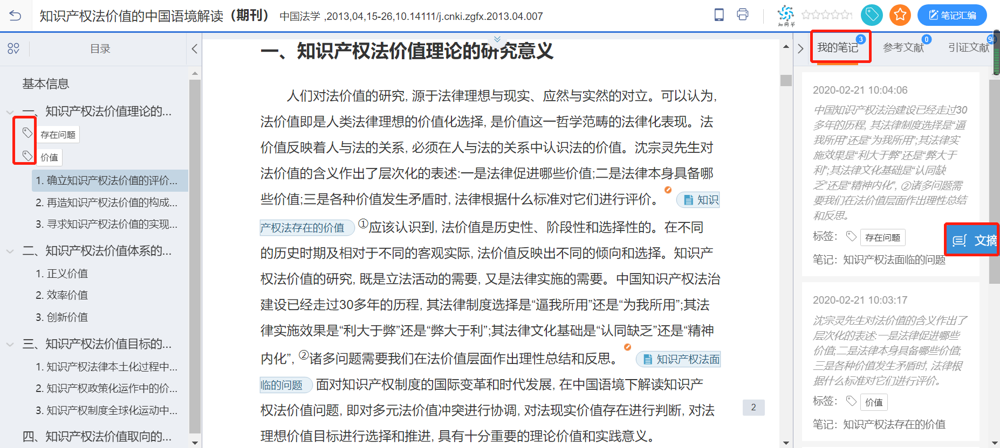 知识产权法价值的中国语境解读（期刊） 中国法学 ,2013,04,15-26,10.14111/j.cnki.zgfx.2013.04.007
知网节
笔记汇编
目录
基本信息
一、知识产权法价值理论的...
存在问题
价值
1. 确立知识产权法价值的评价...
2. 再造知识产权法价值的构成...
3. 寻求知识产权法价值的实现...
二、知识产权法价值体系的...
1. 正义价值
2. 效率价值
3. 创新价值
三、知识产权法价值目标的...
1. 知识产权法律本土化过程中...
2. 知识产权政策化运作中的价...
3. 知识产权制度全球化运动中...
四、知识产权法价值取向的...
一、知识产权法价值理论的研究意义
人们对法价值的研究, 源于法律理想与现实、应然与实然的对立。可以认为,
法价值即是人类法律理想的价值化选择, 是价值这一哲学范畴的法律化表现。法
价值反映着人与法的关系, 必须在人与法的关系中认识法的价值。沈宗灵先生对
法价值的含义作出了层次化的表述:一是法律促进哪些价值;二是法律本身具备哪
些价值;三是各种价值发生矛盾时, 法律根据什么标准对它们进行评价。 知识
产权法存在的价值 ①应该认识到, 法价值是历史性、阶段性和选择性的。在不同
的历史时期及相对于不同的客观实际, 法价值反映出不同的倾向和选择。知识产
权法价值的研究, 既是立法活动的需要, 又是法律实施的需要。中国知识产权法治
建设已经走过30多年的历程, 其法律制度选择是“逼我所用”还是“为我所用”;其法
律实施效果是“利大于弊”还是“弊大于利”;其法律文化基础是“认同缺乏”还是“精神
内化”, ②诸多问题需要我们在法价值层面作出理性总结和反思。 知识产权法面
临的问题 面对知识产权制度的国际变革和时代发展, 在中国语境下解读知识产
权法价值问题, 即对多元法价值冲突进行协调, 对法现实价值存在进行判断, 对法
理想价值目标进行选择和推进, 具有十分重要的理论价值和实践意义。
2
我的笔记 3 参考文献 0 引证文献 94
2020-02-21 10:04:06
中国知识产权法治建设已经走过30
多年的历程, 其法律制度选择是“逼
我所用”还是“为我所用”;其法律实
施效果是“利大于弊”还是“弊大于
利”;其法律文化基础是“认同缺
乏”还是“精神内化”, ②诸多问题需
要我们在法价值层面作出理性总结
和反思。
标签： 存在问题
文摘
笔记：知识产权法面临的问题
2020-02-21 10:03:17
沈宗灵先生对法价值的含义作出了
层次化的表述:一是法律促进哪些
价值;二是法律本身具备哪些价值;
三是各种价值发生矛盾时, 法律根
据什么标准对它们进行评价。
标签： 价值
笔记：知识产权法存在的价值